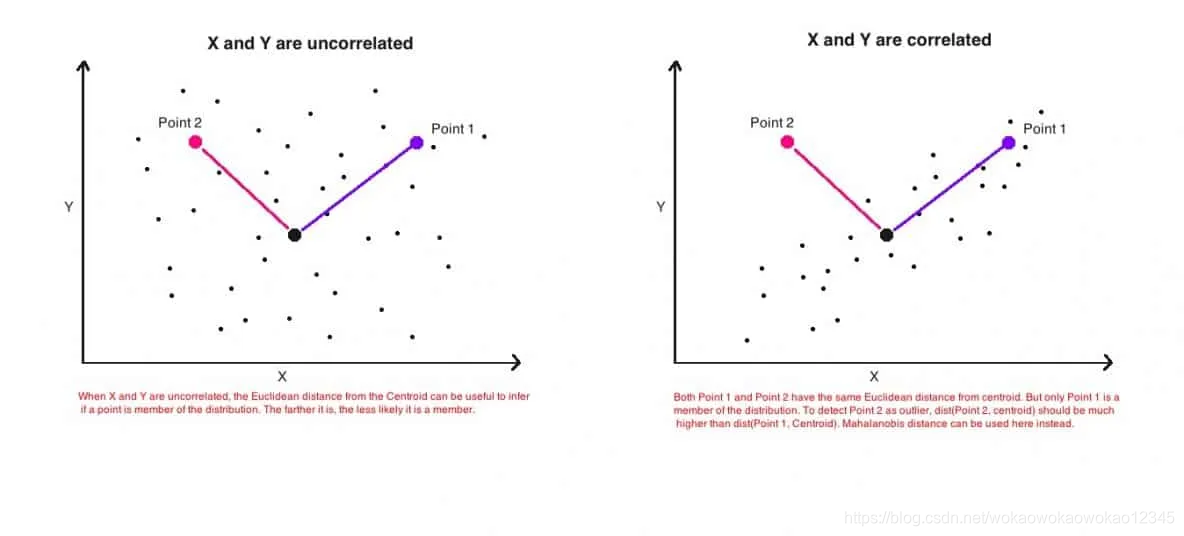 X and Y are uncorrelated
Point 2
Point 1
Y
X
When X and Y are uncorrelated, the Euclidean distance from the Centroid can be useful to infer
if a point is member of the distribution. The farther it is, the less likely it is a member.
X and Y are correlated
Point 2
Point 1
Y
X
Both Point 1 and Point 2 have the same Euclidean distance from centroid. But only Point 1 is a
member of the distribution. To detect Point 2 as outlier, dist(Point 2, centroid) should be much
higher than dist(Point 1, Centroid). Mahalanobis distance can be used here instead.
https://blog.csdn.net/wokaowokaowokao12345